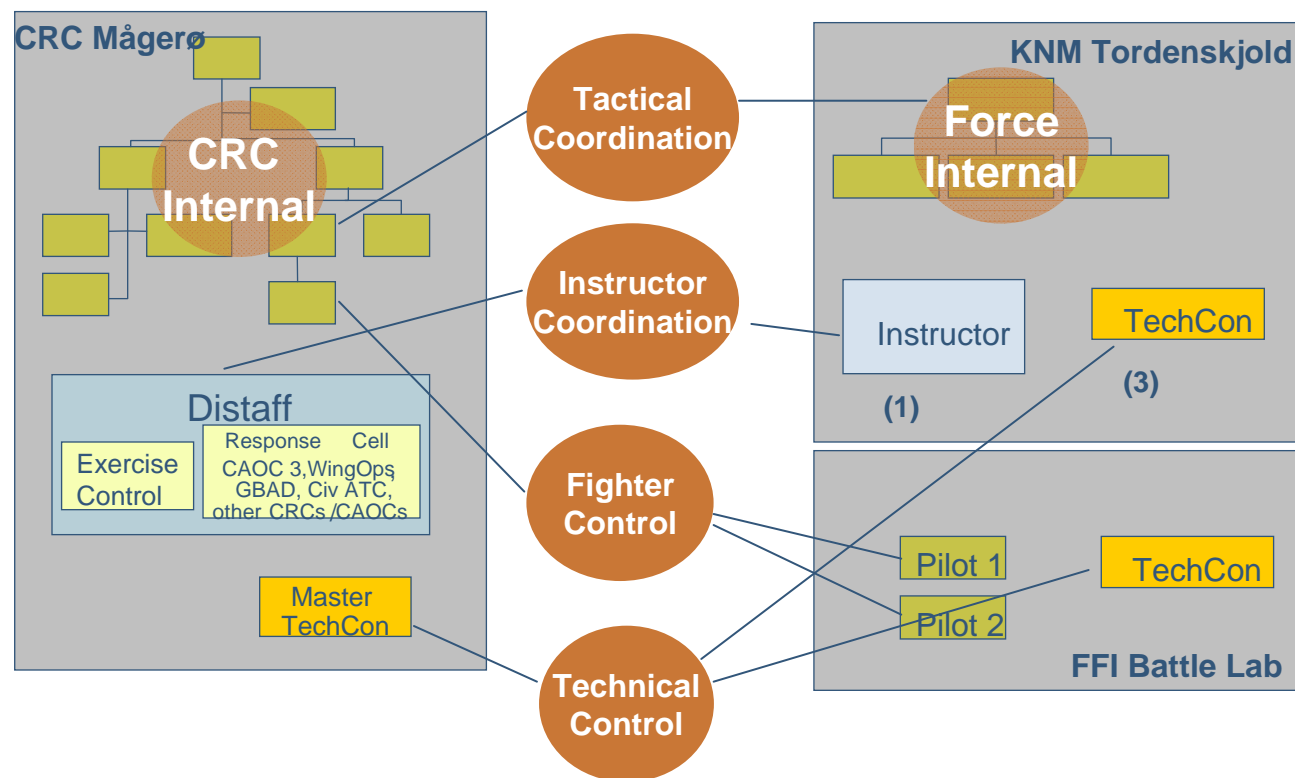 CRC Mågerø
CRC
Internal
Distaff
Exercise
Control
Response Cell
CAOC 3,WingOps,
GBAD, Civ ATC,
other CRCs /CAOCs
Master
TechCon
Tactical
Coordination
Instructor
Coordination
Fighter
Control
Technical
Control
KNM Tordenskjold
Force
Internal
Instructor
(1)
TechCon
(3)
Pilot 1
Pilot 2
TechCon
FFI Battle Lab